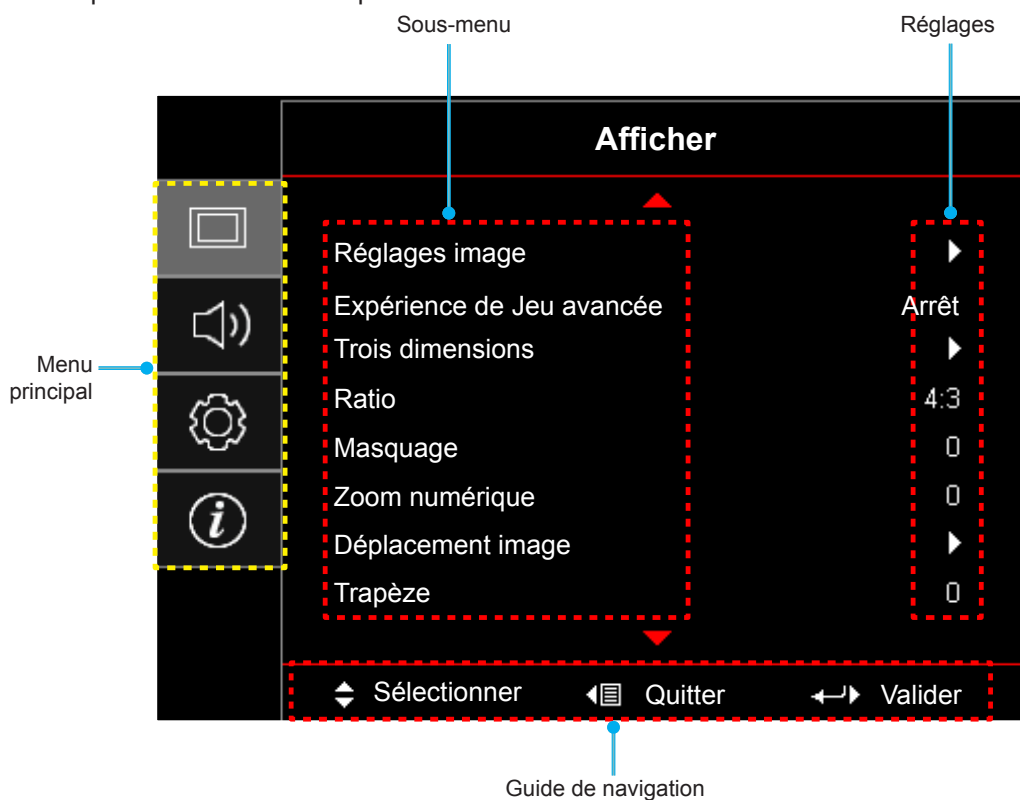 Sous-menu Réglages
Afficher
Réglages image
Expérience de Jeu avancée Arrêt
Trois dimensions
Menu principal
Ratio 4:3
Masquage 0
Zoom numérique 0
Déplacement image
Trapèze 0
Sélectionner Quitter Valider
Guide de navigation